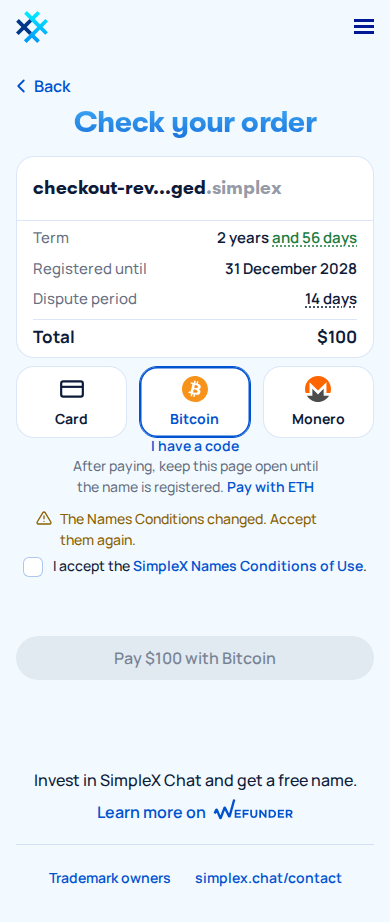 Back
Check your order
checkout-rev...ged.simplex
Term 2 years and 56 days
Registered until 31 December 2028
Dispute period 14 days
Total $100
Card Bitcoin Monero
I have a code
After paying, keep this page open until
the name is registered. Pay with ETH
The Names Conditions changed. Accept
them again.
I accept the SimpleX Names Conditions of Use.
Pay $100 with Bitcoin
Invest in SimpleX Chat and get a free name.
Learn more on WEFUNDER
Trademark owners simplex.chat/contact